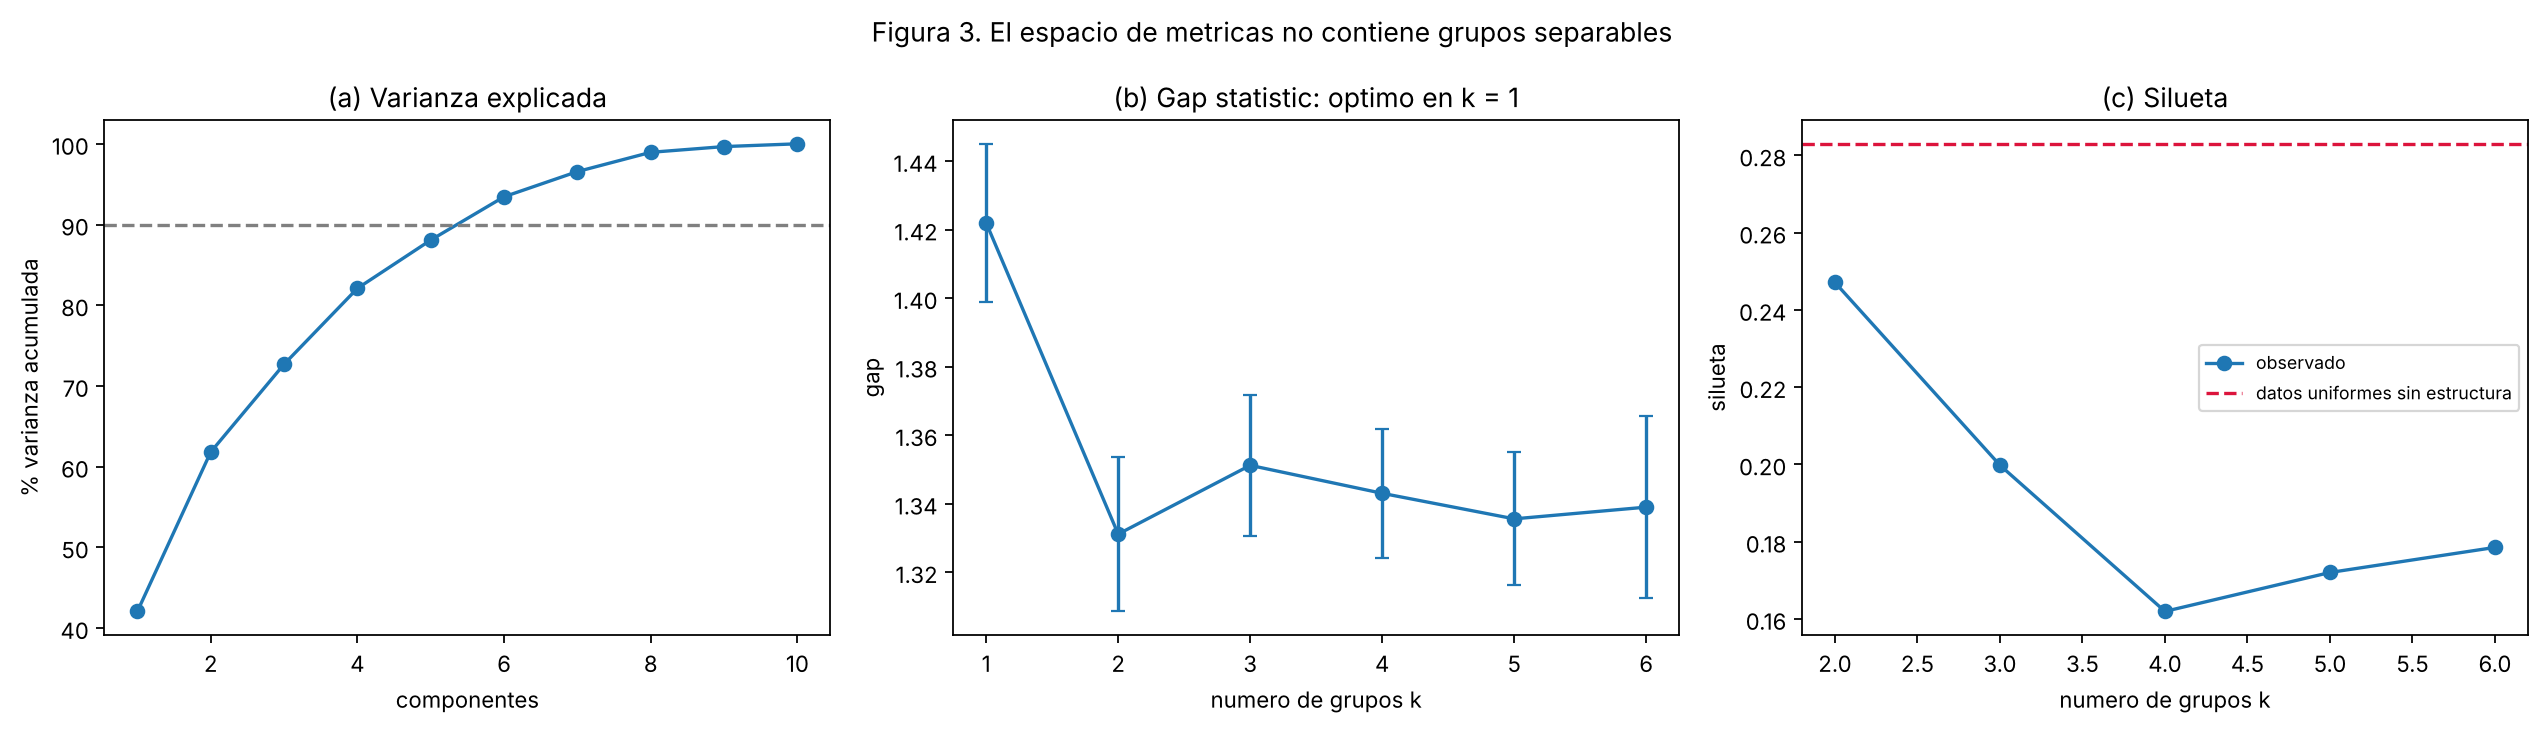 Figura 3. El espacio de metricas no contiene grupos separables
(a) Varianza explicada
% varianza acumulada
100
90
80
70
60
50
40
2 4 6 8 10
componentes
(b) Gap statistic: optimo en k = 1
gap
1.44
1.42
1.40
1.38
1.36
1.34
1.32
1 2 3 4 5 6
numero de grupos k
(c) Silueta
silueta
0.28
0.26
0.24
0.22
0.20
0.18
0.16
observado
datos uniformes sin estructura
2.0 2.5 3.0 3.5 4.0 4.5 5.0 5.5 6.0
numero de grupos k